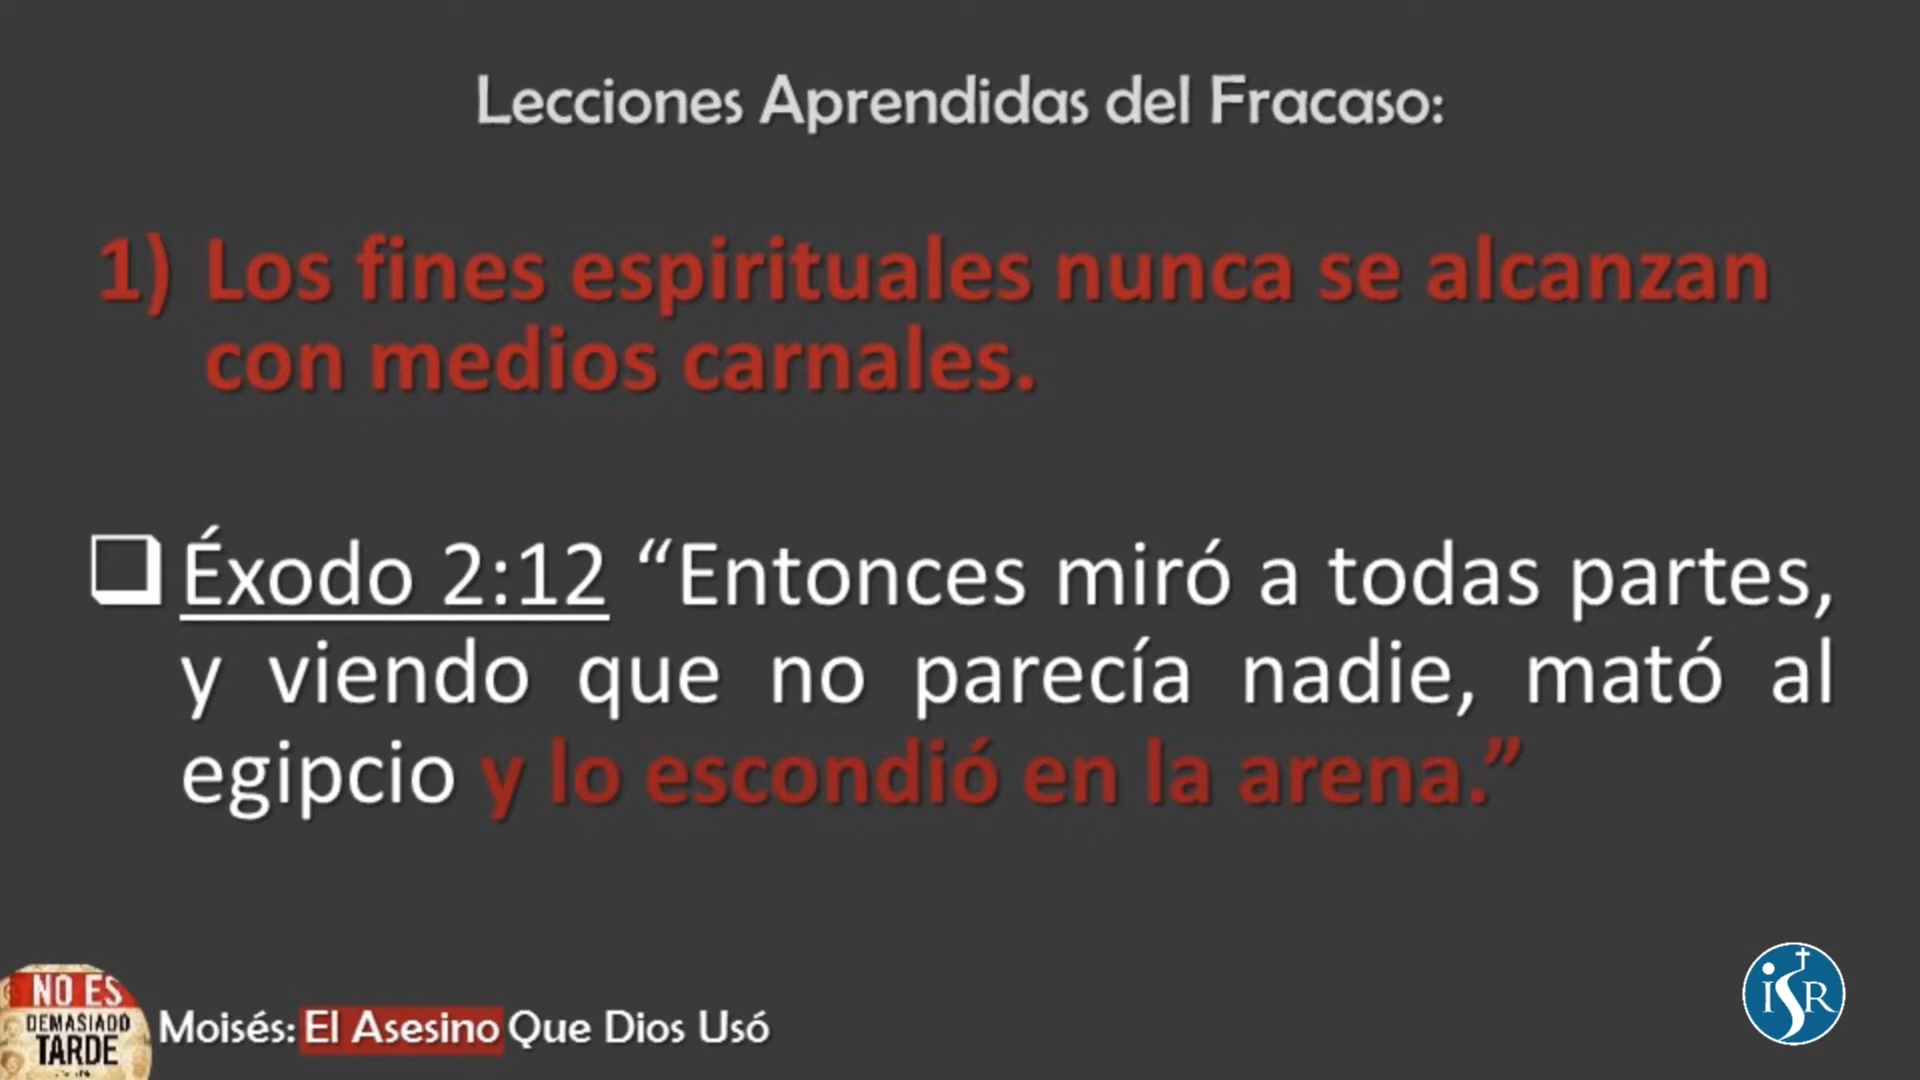 Lecciones Aprendidas del Fracaso:
1) Los fines espirituales nunca se alcanzan
con medios carnales.
Éxodo 2:12 “Entonces miró a todas partes,
y viendo que no parecía nadie, mató al
egipcio y lo escondió en la arena.”
NO ES
DEMASIADO
TARDE
Moisés: El Asesino Que Dios Usó
iSR